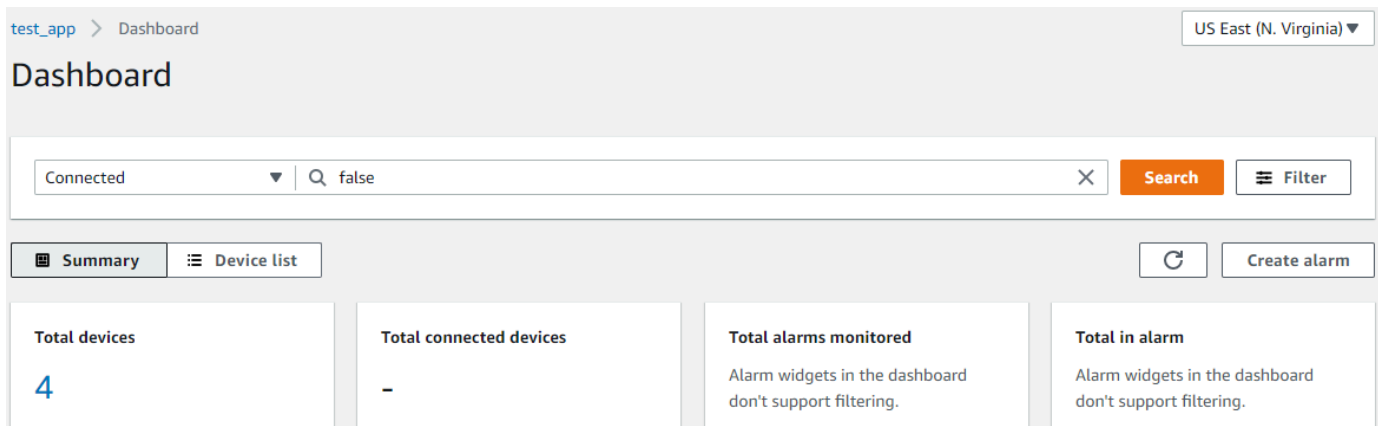 test_app > Dashboard
US East (N. Virginia)
Dashboard
Connected
false
Search
Filter
Summary
Device list
Create alarm
Total devices
4
Total connected devices
-
Total alarms monitored
Alarm widgets in the dashboard
don't support filtering.
Total in alarm
Alarm widgets in the dashboard
don't support filtering.